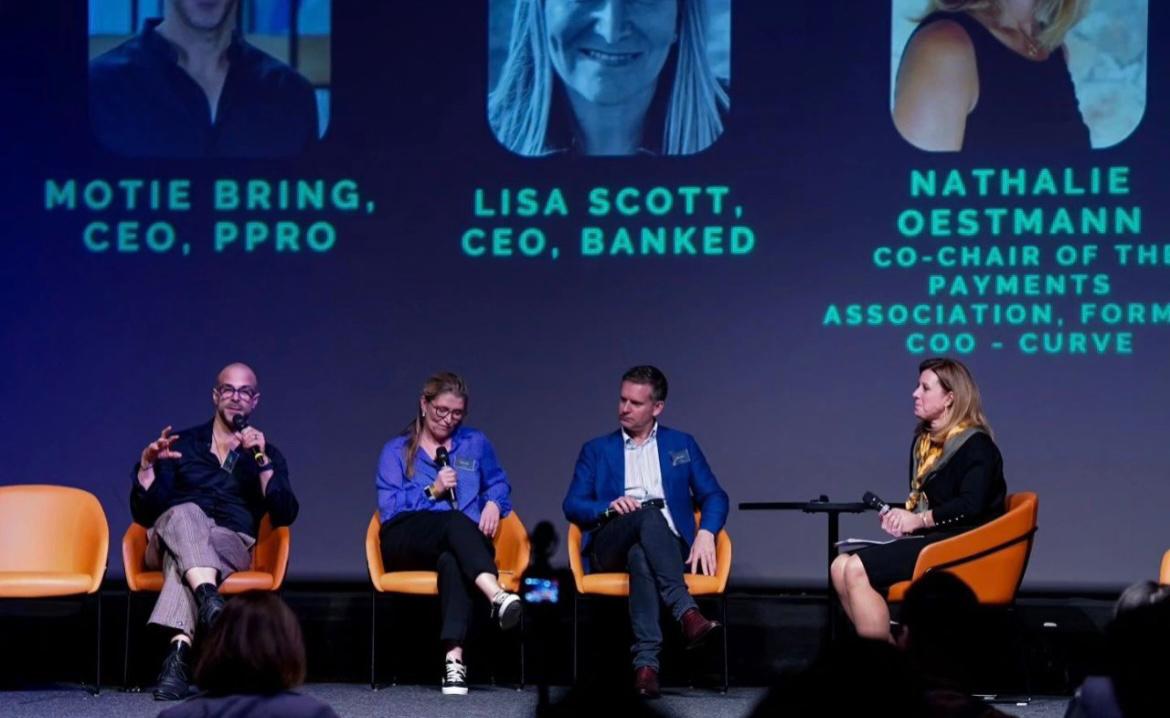 MOTIE BRING,
CEO, PPRO
LISA SCOTT,
CEO, BANKED
NATHALIE
OESTMANN
CO-CHAIR OF THE
PAYMENTS
ASSOCIATION, FORM
COO - CURVE